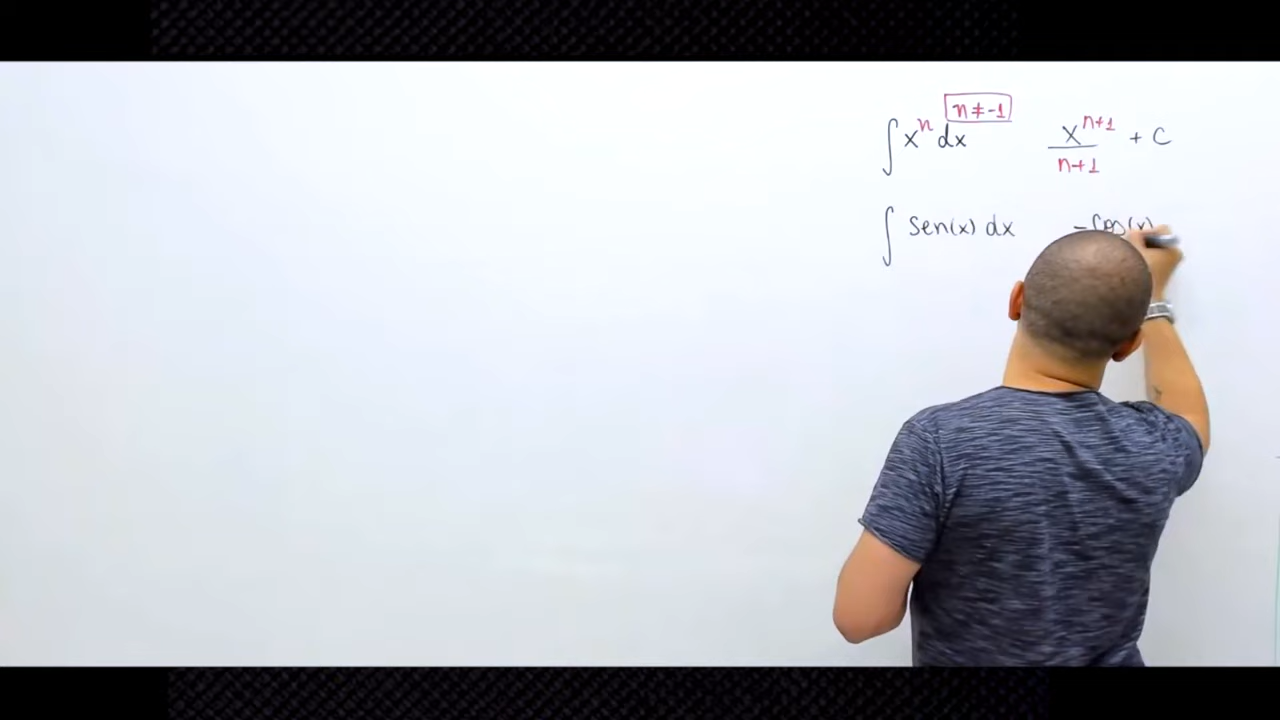 ∫ xⁿ dx n ≠ -1 xⁿ⁺¹/n+1 + C
∫ Sen(x) dx -Cos(x)